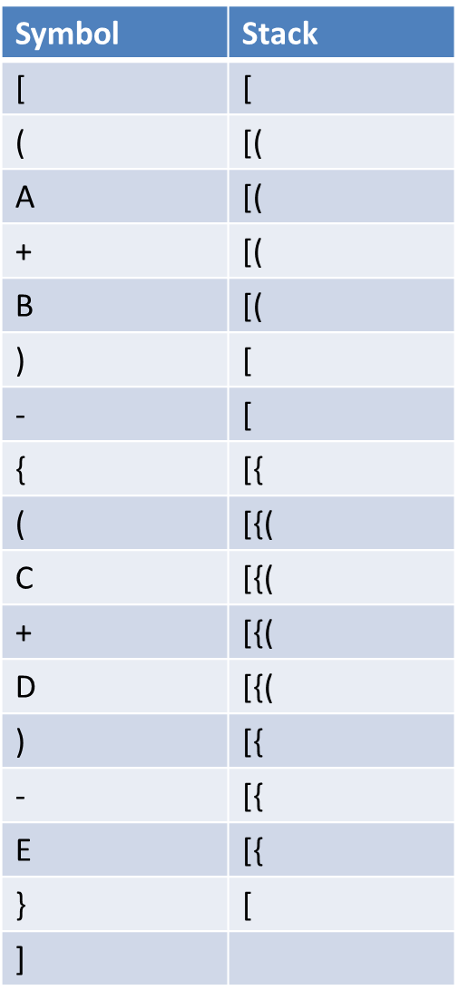 Symbol Stack
[ [
( [(
A [(
+ [(
B [(
) [
- [
{ [{
( [{(
C [{(
+ [{(
D [{(
) [{
- [{
E [{
} [
]